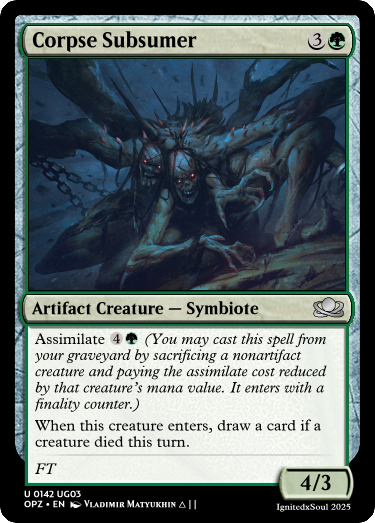 Corpse Subsumer 3
Artifact Creature — Symbiote
Assimilate 4 (You may cast this spell from
your graveyard by sacrificing a nonartifact
creature and paying the assimilate cost reduced
by that creature's mana value. It enters with a
finality counter.)
When this creature enters, draw a card if a
creature died this turn.
FT
4/3
U 0142 UG03
OPZ • EN Vladimir Matyukhin △ | |
IgnitedxSoul 2025